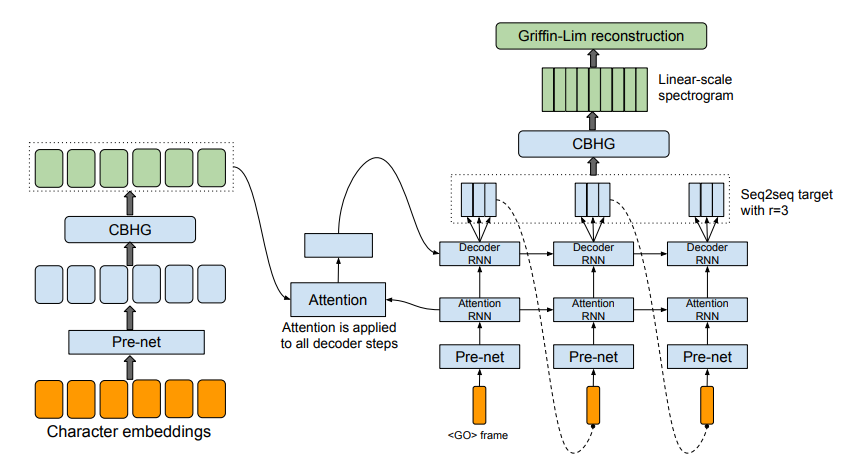 Griffin-Lim reconstruction
Linear-scale
spectrogram
CBHG
Seq2seq target
with r=3
CBHG
Decoder
RNN
Decoder
RNN
Decoder
RNN
Attention
Attention
RNN
Attention
RNN
Attention
RNN
Attention is applied
to all decoder steps
Pre-net
Pre-net
Pre-net
Pre-net
<GO> frame
Character embeddings